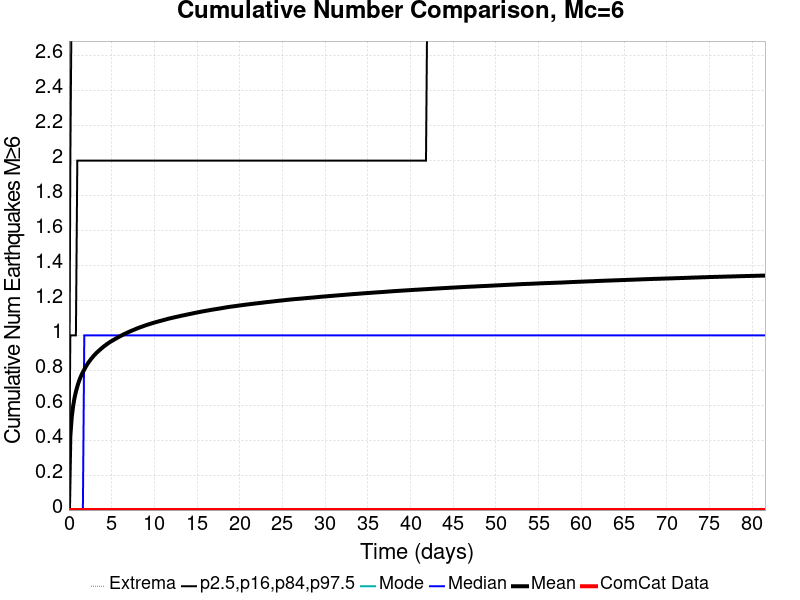 Cumulative Number Comparison, Mc=6
Cumulative Num Earthquakes M≥6
2.6
2.4
2.2
2
1.8
1.6
1.4
1.2
1
0.8
0.6
0.4
0.2
0
0 5 10 15 20 25 30 35 40 45 50 55 60 65 70 75 80
Time (days)
Extrema p2.5,p16,p84,p97.5 Mode Median Mean ComCat Data